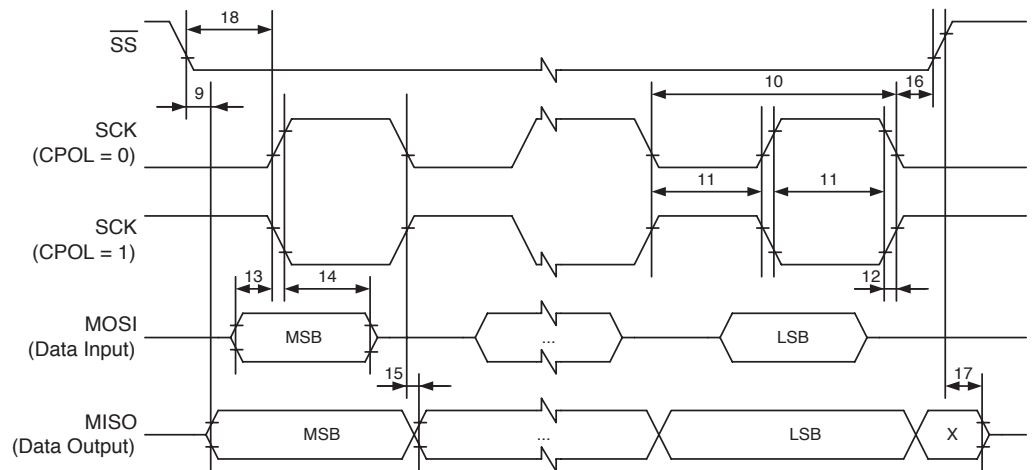 18
SS
9
10
16
SCK
(CPOL = 0)
11
11
SCK
(CPOL = 1)
13
14
12
MOSI
(Data Input)
MSB
...
LSB
15
17
MISO
(Data Output)
MSB
...
LSB
X